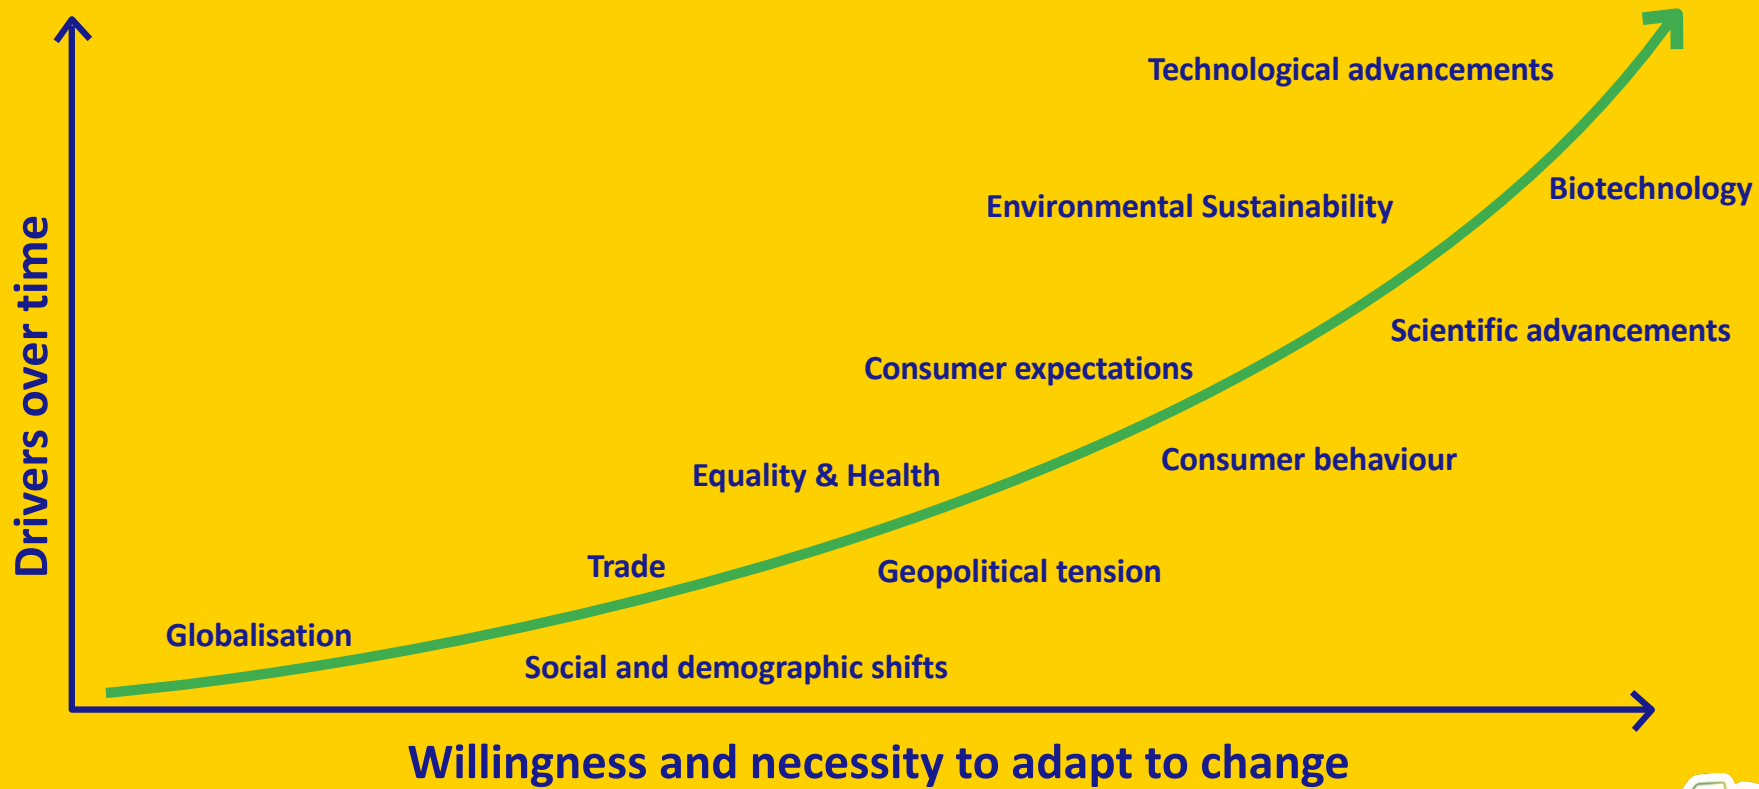 Technological advancements
Biotechnology
Environmental Sustainability
Scientific advancements
Consumer expectations
Consumer behaviour
Equality & Health
Trade
Geopolitical tension
Globalisation
Social and demographic shifts
Drivers over time
Willingness and necessity to adapt to change